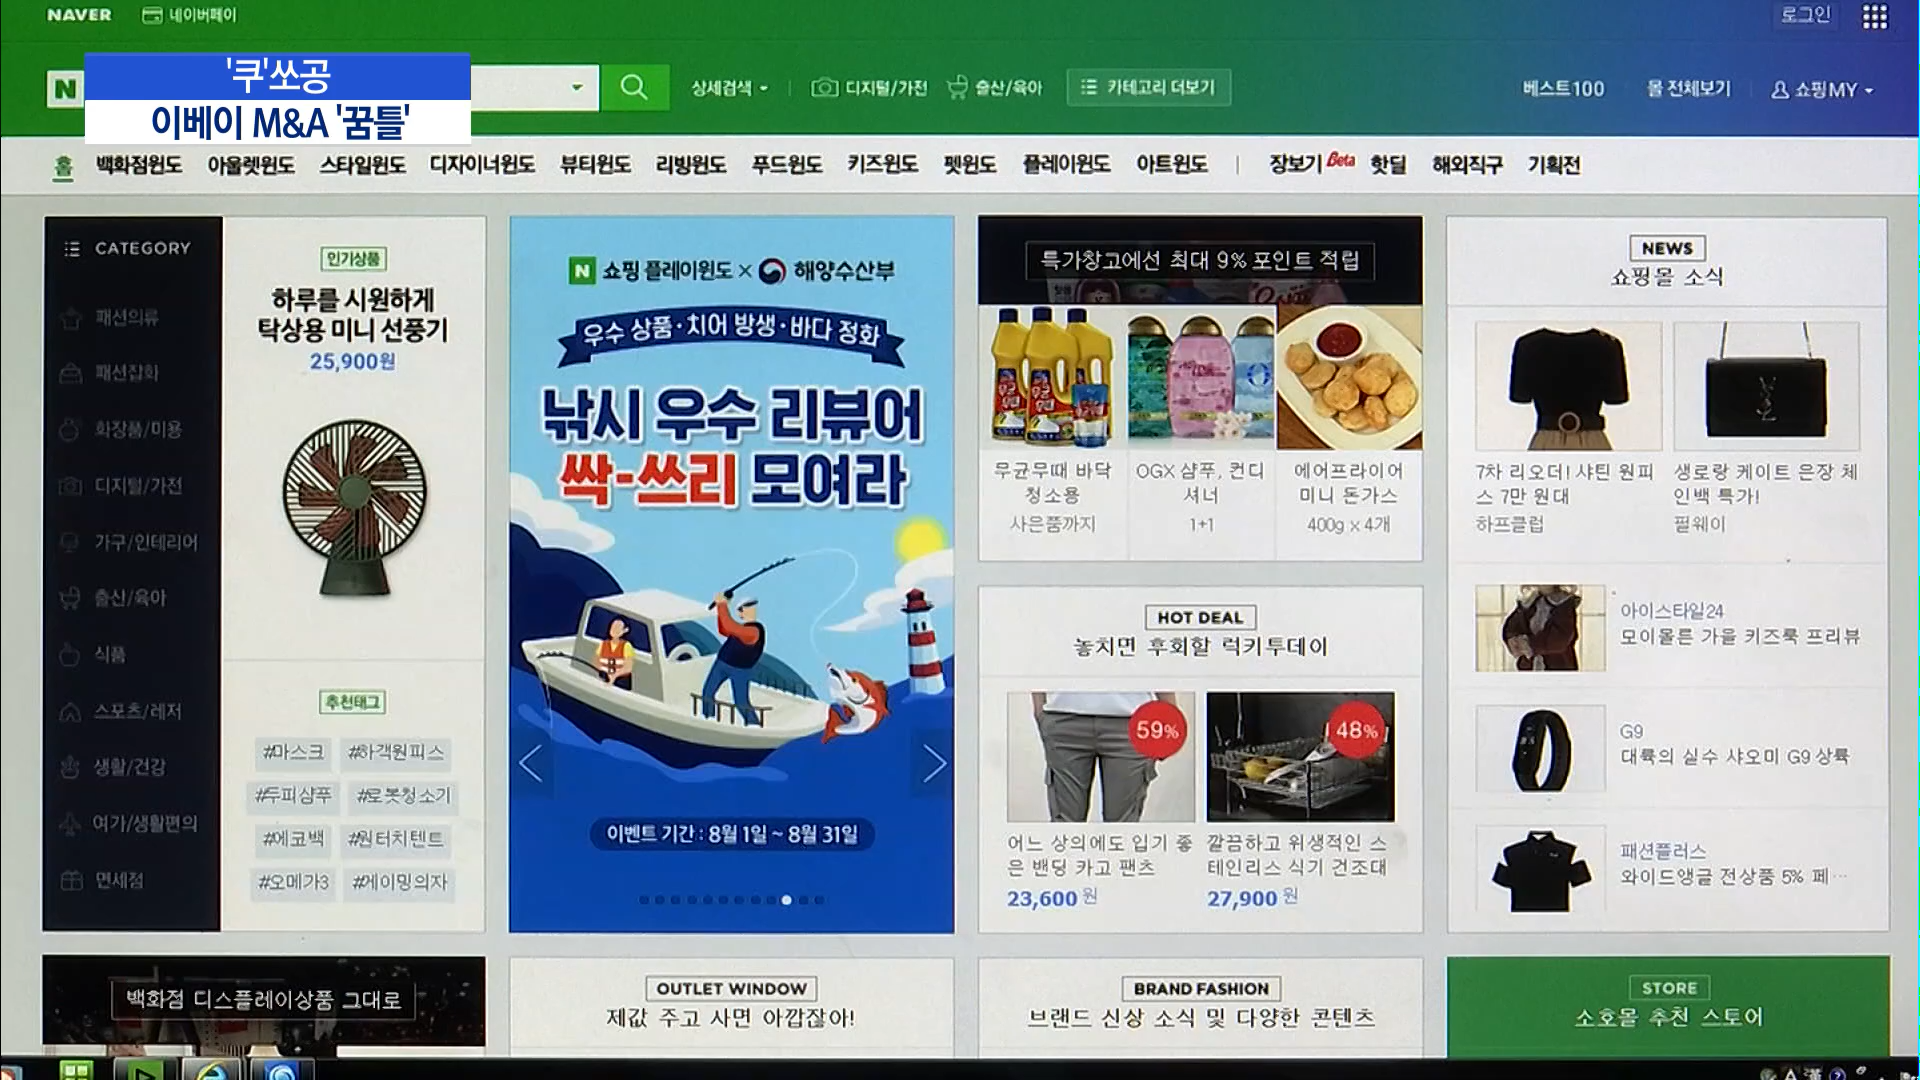 NAVER 네이버페이 로그인
'쿠'쏘공
이베이 M&A '꿈틀'
N 상세검색 디지털/가전 출산/육아 카테고리 더보기 베스트100 몰 전체보기 쇼핑MY
홈 백화점윈도 아울렛윈도 스타일윈도 디자이너윈도 뷰티윈도 리빙윈도 푸드윈도 키즈윈도 펫윈도 플레이윈도 아트윈도 장보기 Beta 핫딜 해외직구 기획전
CATEGORY
패션의류
패션잡화
화장품/미용
디지털/가전
가구/인테리어
출산/육아
식품
스포츠/레저
생활/건강
여가/생활편의
면세점
인기상품
하루를 시원하게
탁상용 미니 선풍기
25,900원
추천태그
#마스크 #하객원피스
#두피샴푸 #로봇청소기
#에코백 #원터치텐트
#오메가3 #게이밍의자
N 쇼핑 플레이윈도 × 해양수산부
우수 상품·치어 방생·바다 정화
낚시 우수 리뷰어
싹-쓰리 모여라
이벤트 기간 : 8월 1일 ~ 8월 31일
특가창고에선 최대 9% 포인트 적립
무균무때 바닥
청소용
사은품까지
OGX 샴푸, 컨디
셔너
1+1
에어프라이어
미니 돈가스
400g x 4개
HOT DEAL
놓치면 후회할 럭키투데이
59%
48%
어느 상의에도 입기 좋
은 밴딩 카고 팬츠
23,600 원
깔끔하고 위생적인 스
테인리스 식기 건조대
27,900 원
NEWS
쇼핑몰 소식
7차 리오더! 샤틴 원피
스 7만 원대
하프클럽
생로랑 케이트 은장 체
인백 특가!
필웨이
아이스타일24
모이몰른 가을 키즈룩 프리뷰
G9
대륙의 실수 샤오미 G9상륙
패션플러스
와이드앵글 전상품 5% 페…
백화점 디스플레이상품 그대로
OUTLET WINDOW
제값 주고 사면 아깝잖아!
BRAND FASHION
브랜드 신상 소식 및 다양한 콘텐츠
STORE
소호몰 추천 스토어